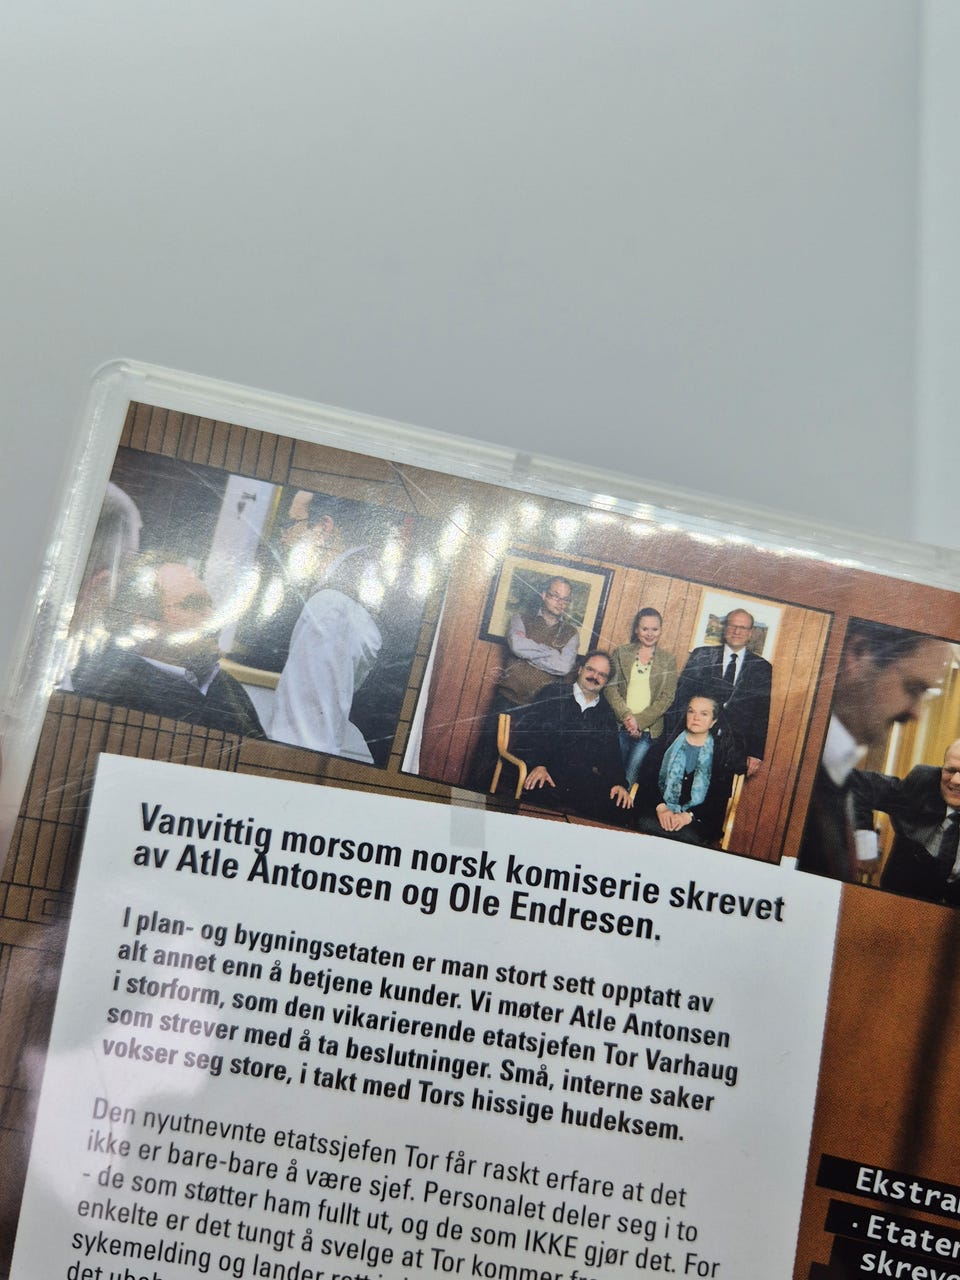 Vanvittig morsom norsk komiserie skrevet
av Atle Antonsen og Ole Endresen.
I plan- og bygningsetaten er man stort sett opptatt av
alt annet enn å betjene kunder. Vi møter Atle Antonsen
i storform, som den vikarierende etatsjefen Tor Varhaug
som strever med å ta beslutninger. Små, interne saker
vokser seg store, i takt med Tors hissige hudeksem.
Den nyutnevnte etatssjefen Tor får raskt erfare at det
ikke er bare-bare å være sjef. Personalet deler seg i to
- de som støtter ham fullt ut, og de som IKKE gjør det. For
enkelte er det tungt å svelge at Tor kommer
sykemelding og lander
det
Ekstra
· Etaten
skreve